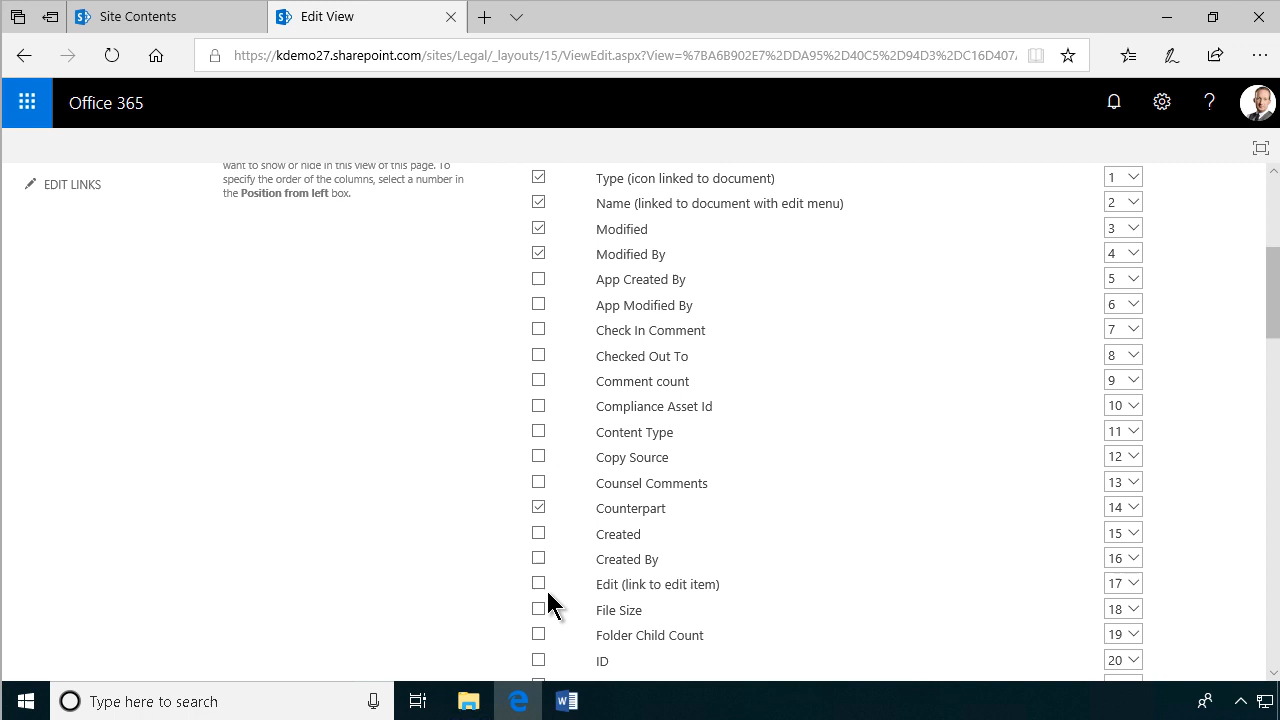 Site Contents
Edit View
https://kdemo27.sharepoint.com/sites/Legal/_layouts/15/ViewEdit.aspx?View=%7BA6B902E7%2DDA95%2D40C5%2D94D3%2DC16D407
Office 365
?
EDIT LINKS
want to show or hide in this view of this page. To
specify the order of the columns, select a number in
the Position from left box.
Type (icon linked to document) 1
Name (linked to document with edit menu) 2
Modified 3
Modified By 4
App Created By 5
App Modified By 6
Check In Comment 7
Checked Out To 8
Comment count 9
Compliance Asset Id 10
Content Type 11
Copy Source 12
Counsel Comments 13
Counterpart 14
Created 15
Created By 16
Edit (link to edit item) 17
File Size 18
Folder Child Count 19
ID 20
Type here to search